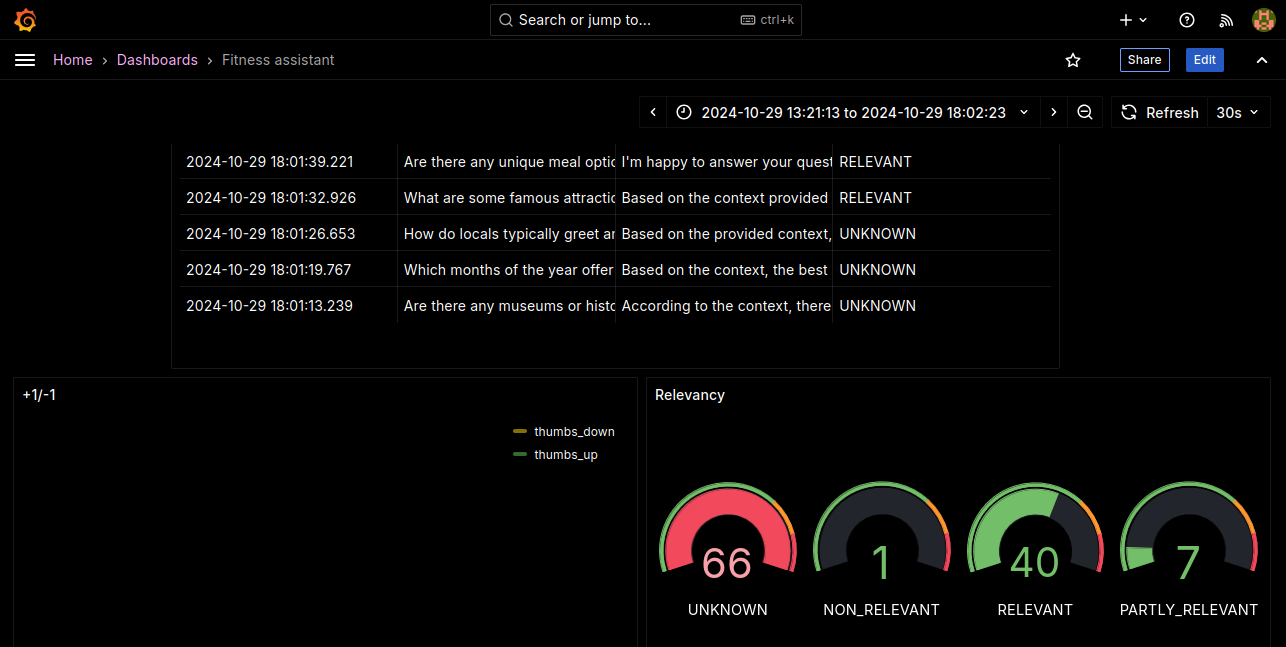 Search or jump to... ctrl+k
Home › Dashboards › Fitness assistant Share Edit
2024-10-29 13:21:13 to 2024-10-29 18:02:23 Refresh 30s
2024-10-29 18:01:39.221 Are there any unique meal optic I'm happy to answer your quest RELEVANT
2024-10-29 18:01:32.926 What are some famous attractic Based on the context provided RELEVANT
2024-10-29 18:01:26.653 How do locals typically greet ar Based on the provided context, UNKNOWN
2024-10-29 18:01:19.767 Which months of the year offer Based on the context, the best UNKNOWN
2024-10-29 18:01:13.239 Are there any museums or histc According to the context, there UNKNOWN
+1/-1
thumbs_down
thumbs_up
Relevancy
66 1 40 7
UNKNOWN NON_RELEVANT RELEVANT PARTLY_RELEVANT